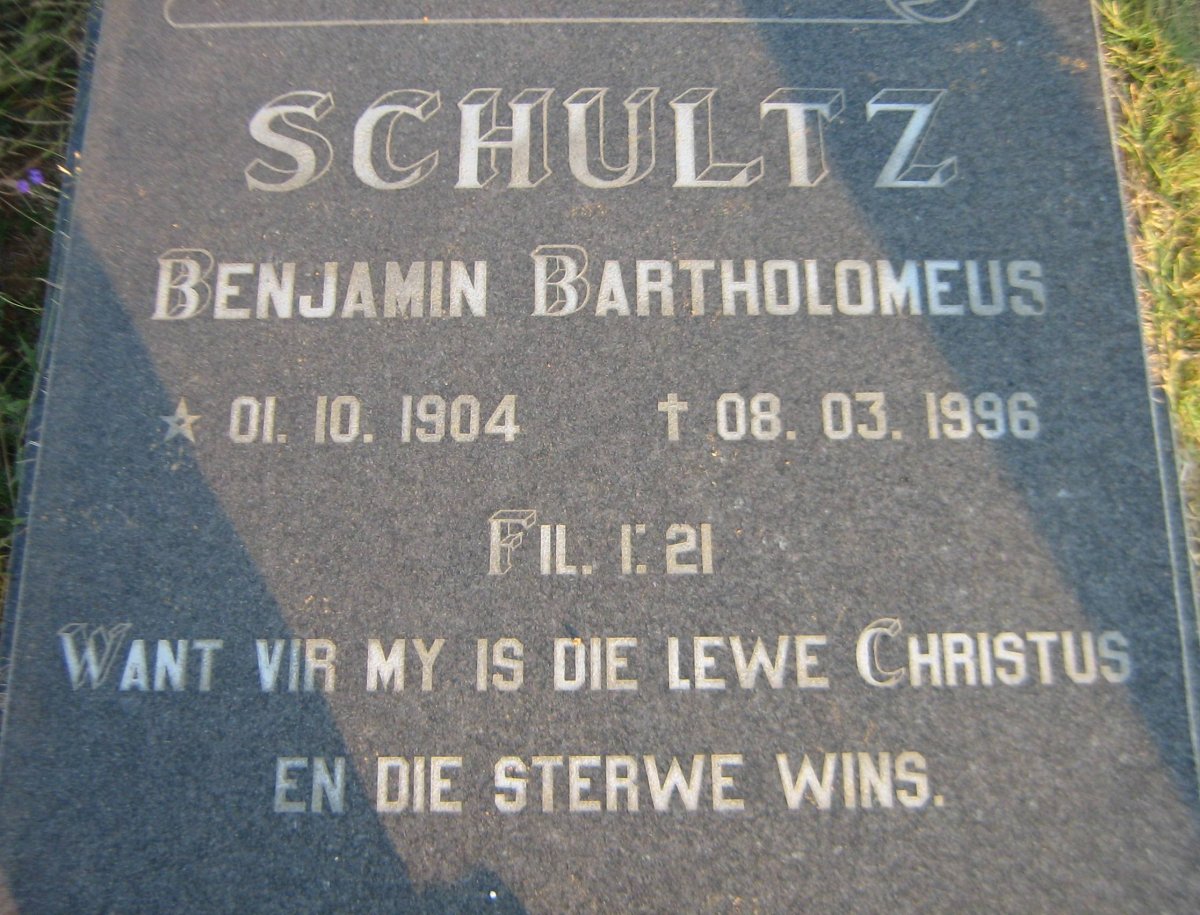 SCHULTZ
BENJAMIN BARTHOLOMEUS
☆ 01. 10. 1904 ✝ 08. 03. 1996
FIL. 1: 21
WANT VIR MY IS DIE LEWE CHRISTUS
EN DIE STERWE WINS.